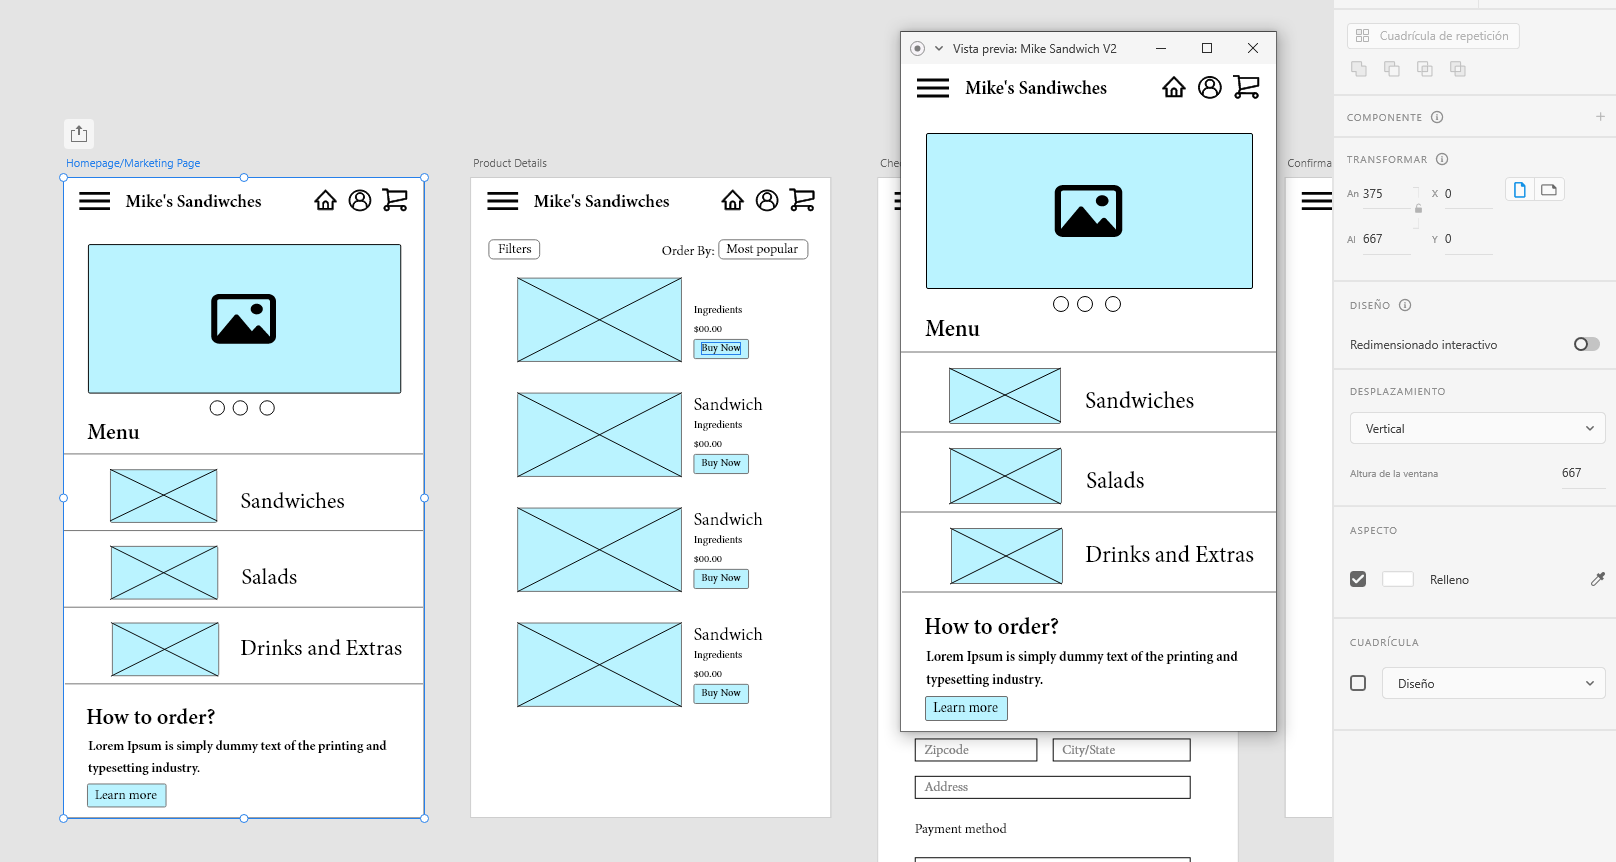 Homepage/Marketing Page
Mike's Sandiwches
Menu
Sandwiches
Salads
Drinks and Extras
How to order?
Lorem Ipsum is simply dummy text of the printing and
typesetting industry.
Learn more
Product Details
Mike's Sandiwches
Filters
Order By:
Most popular
Ingredients
$00.00
Buy Now
Sandwich
Ingredients
$00.00
Buy Now
Sandwich
Ingredients
$00.00
Buy Now
Sandwich
Ingredients
$00.00
Buy Now
Vista previa: Mike Sandwich V2
Mike's Sandiwches
Menu
Sandwiches
Salads
Drinks and Extras
How to order?
Lorem Ipsum is simply dummy text of the printing and
typesetting industry.
Learn more
Che
Zipcode
City/State
Address
Payment method
Confirma
Cuadrícula de repetición
COMPONENTE
TRANSFORMAR
An 375
X 0
Al 667
Y 0
DISEÑO
Redimensionado interactivo
DESPLAZAMIENTO
Vertical
Altura de la ventana 667
ASPECTO
Relleno
CUADRÍCULA
Diseño